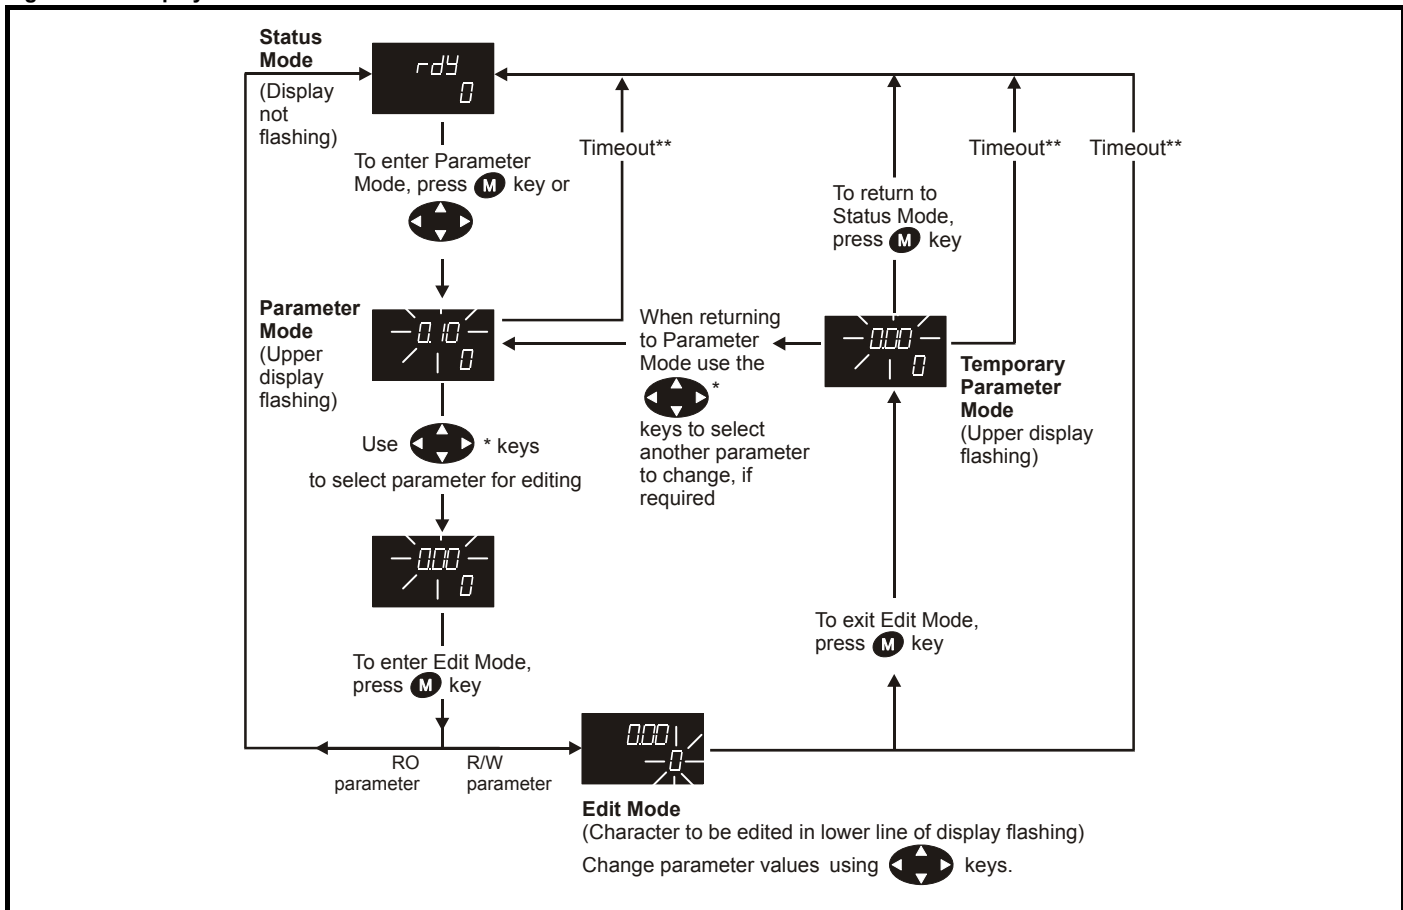 Status
Mode
(Display
not
flashing)
rdy
0
To enter Parameter
Mode, press M key or
Timeout**
Timeout**
Timeout**
To return to
Status Mode,
press M key
Parameter
Mode
(Upper
display
flashing)
0.10
0
When returning
to Parameter
Mode use the
*
keys to select
another parameter
to change, if
required
0.00
0
Temporary
Parameter
Mode
(Upper display
flashing)
Use * keys
to select parameter for editing
0.00
0
To enter Edit Mode,
press M key
To exit Edit Mode,
press M key
RO
parameter
R/W
parameter
0.00
0
Edit Mode
(Character to be edited in lower line of display flashing)
Change parameter values using keys.